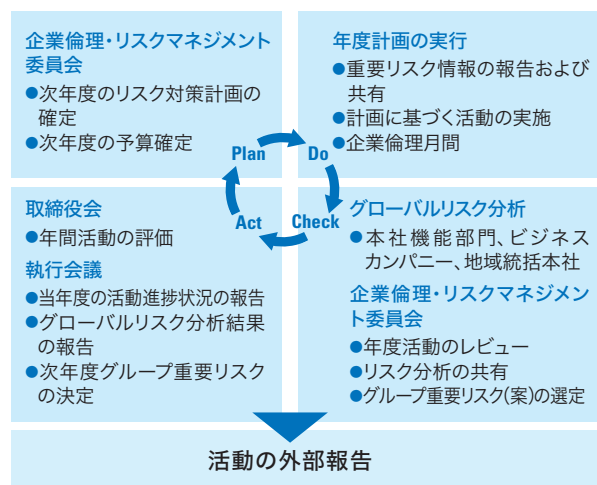 企業倫理・リスクマネジメント
委員会
●次年度のリスク対策計画の
確定
●次年度の予算確定
年度計画の実行
●重要リスク情報の報告および
共有
●計画に基づく活動の実施
●企業倫理月間
Plan
Do
Act
Check
取締役会
●年間活動の評価
執行会議
●当年度の活動進捗状況の報告
●グローバルリスク分析結果
の報告
●次年度グループ重要リスク
の決定
グローバルリスク分析
●本社機能部門、ビジネス
カンパニー、地域統括本社
企業倫理・リスクマネジメン
ト委員会
●年度活動のレビュー
●リスク分析の共有
●グループ重要リスク(案)の選定
活動の外部報告